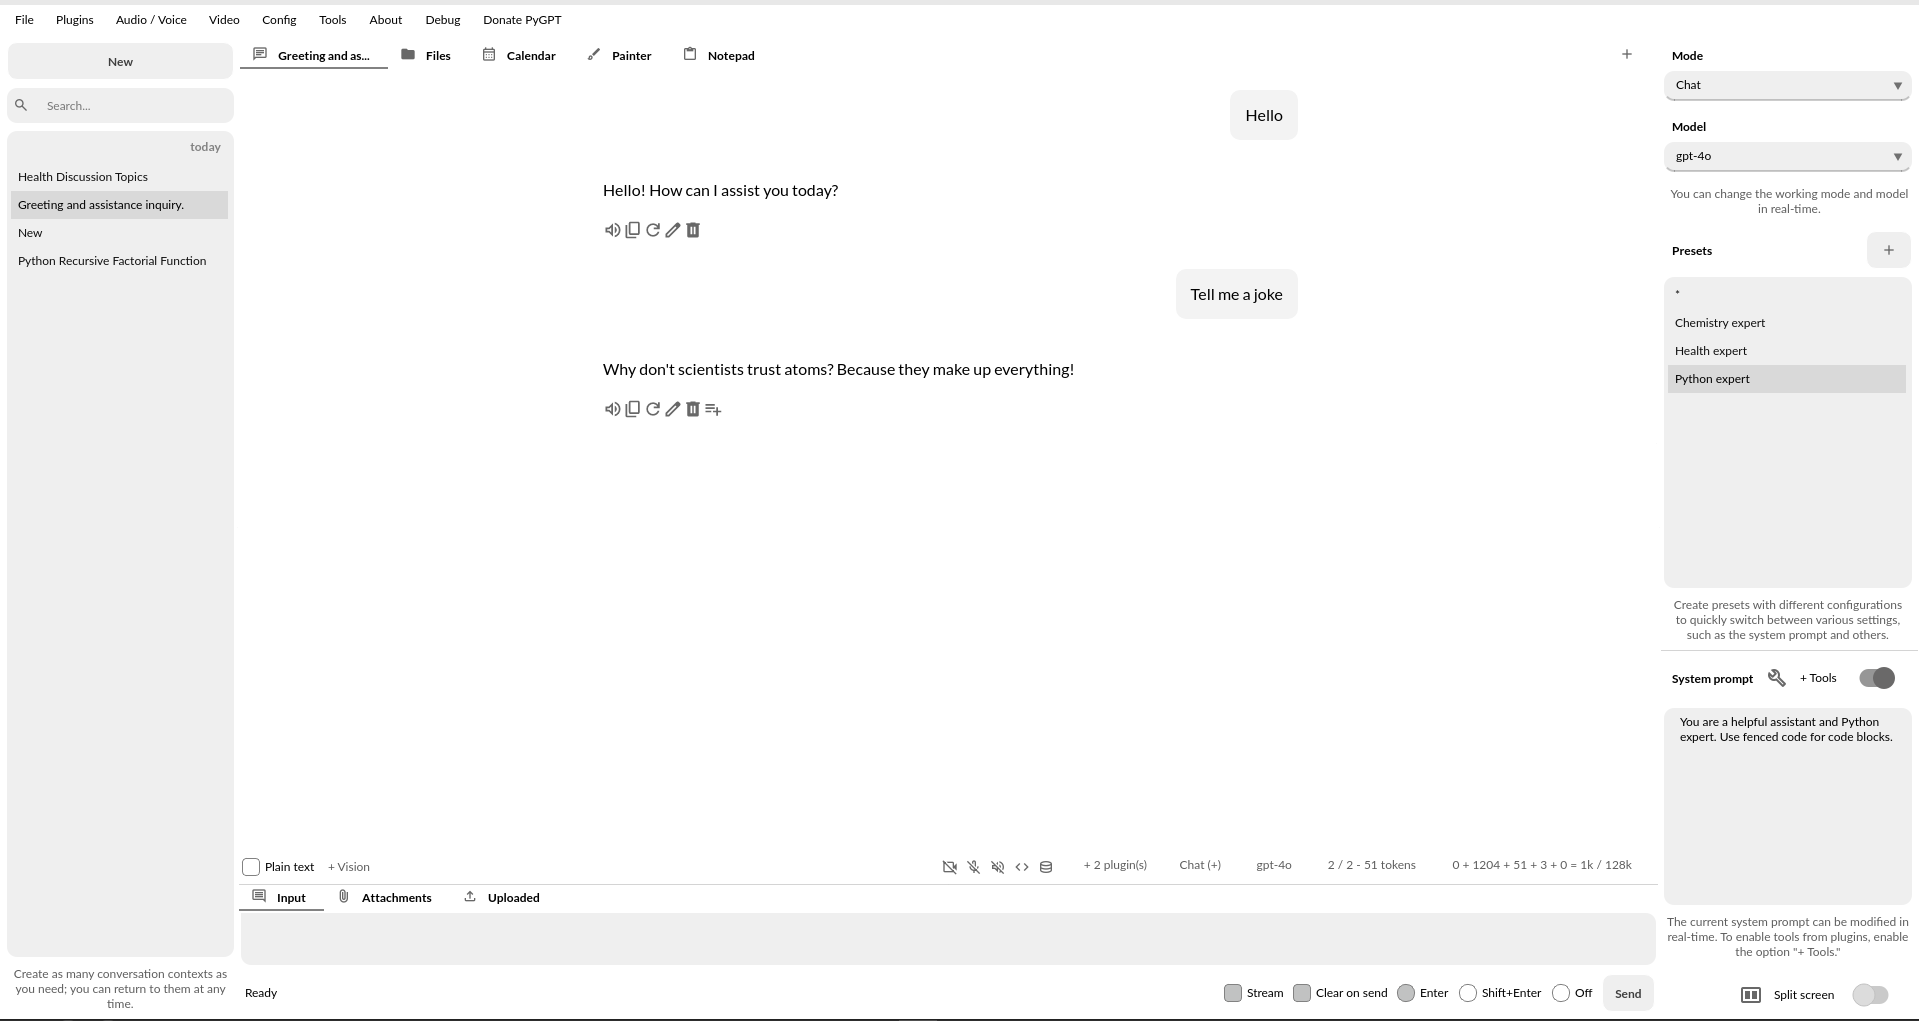 File Plugins Audio / Voice Video Config Tools About Debug Donate PyGPT
New
Search...
today
Health Discussion Topics
Greeting and assistance inquiry.
New
Python Recursive Factorial Function
Create as many conversation contexts as
you need; you can return to them at any
time.
Greeting and as... Files Calendar Painter Notepad +
Hello
Hello! How can I assist you today?
Tell me a joke
Why don't scientists trust atoms? Because they make up everything!
Plain text + Vision + 2 plugin(s) Chat (+) gpt-4o 2 / 2 - 51 tokens 0 + 1204 + 51 + 3 + 0 = 1k / 128k
Input Attachments Uploaded
Ready Stream Clear on send Enter Shift+Enter Off Send
Mode
Chat
Model
gpt-4o
You can change the working mode and model
in real-time.
Presets +
*
Chemistry expert
Health expert
Python expert
Create presets with different configurations
to quickly switch between various settings,
such as the system prompt and others.
System prompt + Tools
You are a helpful assistant and Python
expert. Use fenced code for code blocks.
The current system prompt can be modified in
real-time. To enable tools from plugins, enable
the option "+ Tools."
Split screen